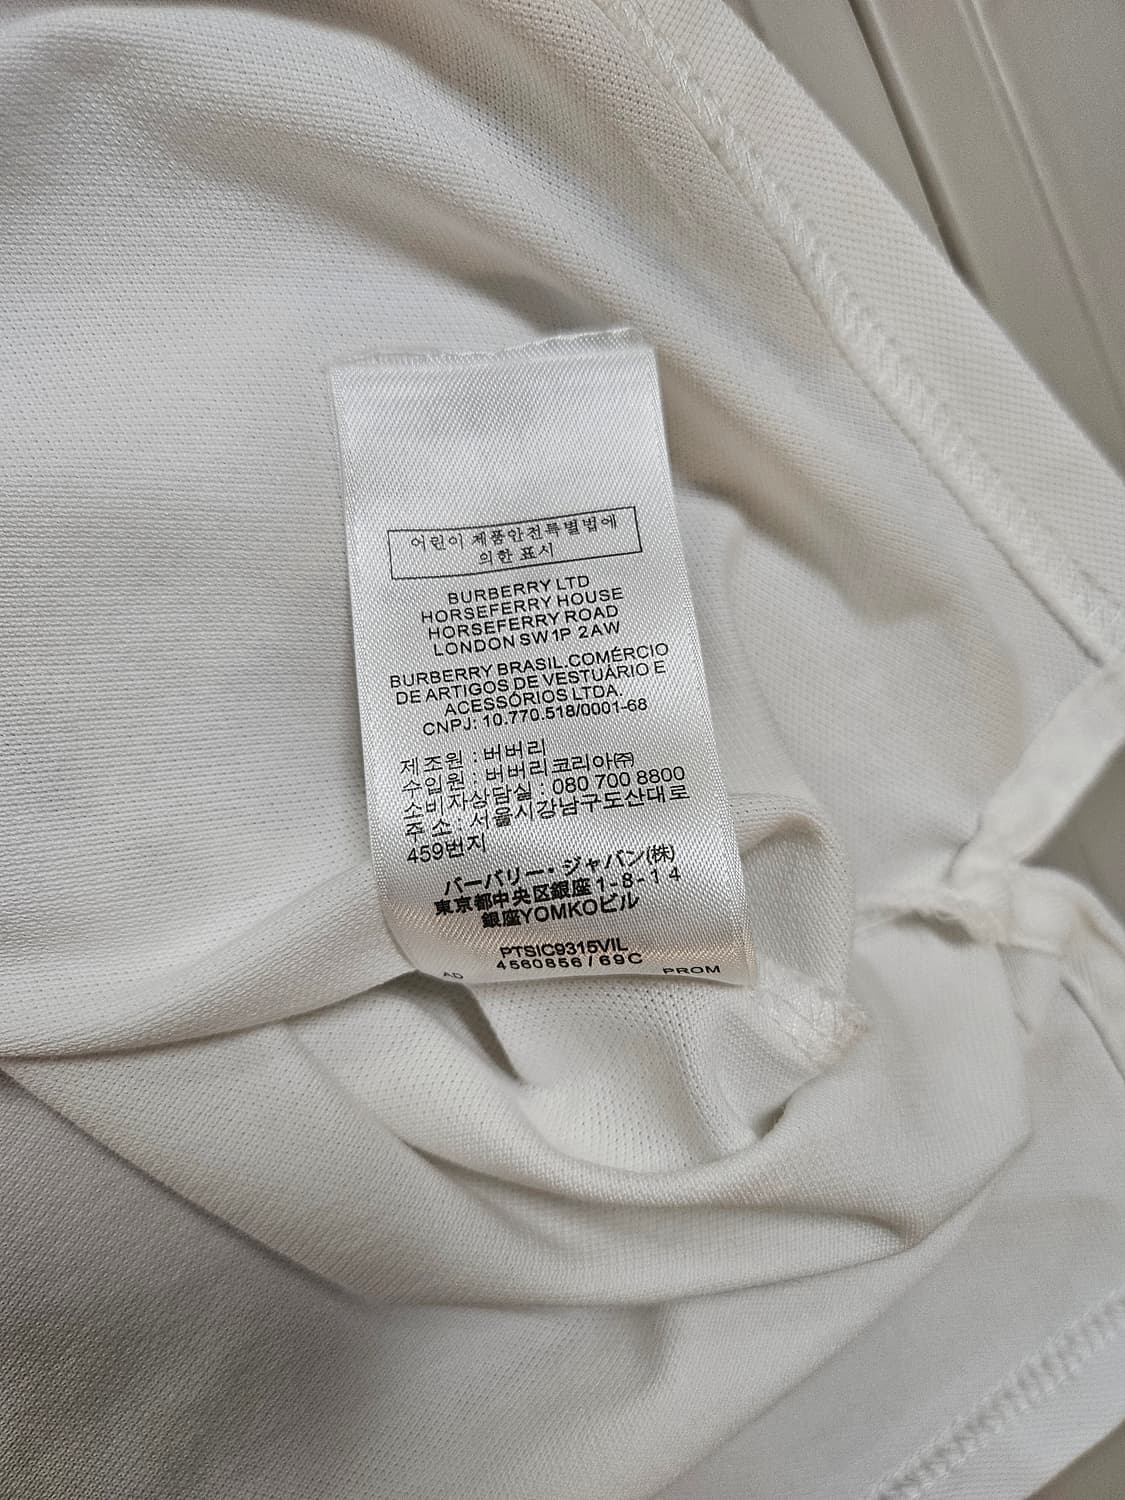 어린이 제품안전특별법에
의한 표시
BURBERRY LTD
HORSEFERRY HOUSE
HORSEFERRY ROAD
LONDON SW1P 2AW
BURBERRY BRASIL.COMÉRCIO
DE ARTIGOS DE VESTUÁRIO E
ACESSÓRIOS LTDA.
CNPJ: 10.770.518/0001-68
제조원 : 버버리
수입원 : 버버리코리아㈜
소비자상담실 : 080 700 8800
주 소 : 서울시강남구도산대로
459번지
バーバリー・ジャパン(株)
東京都中央区銀座1-8-14
銀座YOMKOビル
PTSIC9315VIL
4560856 / 69C
AD
PROM